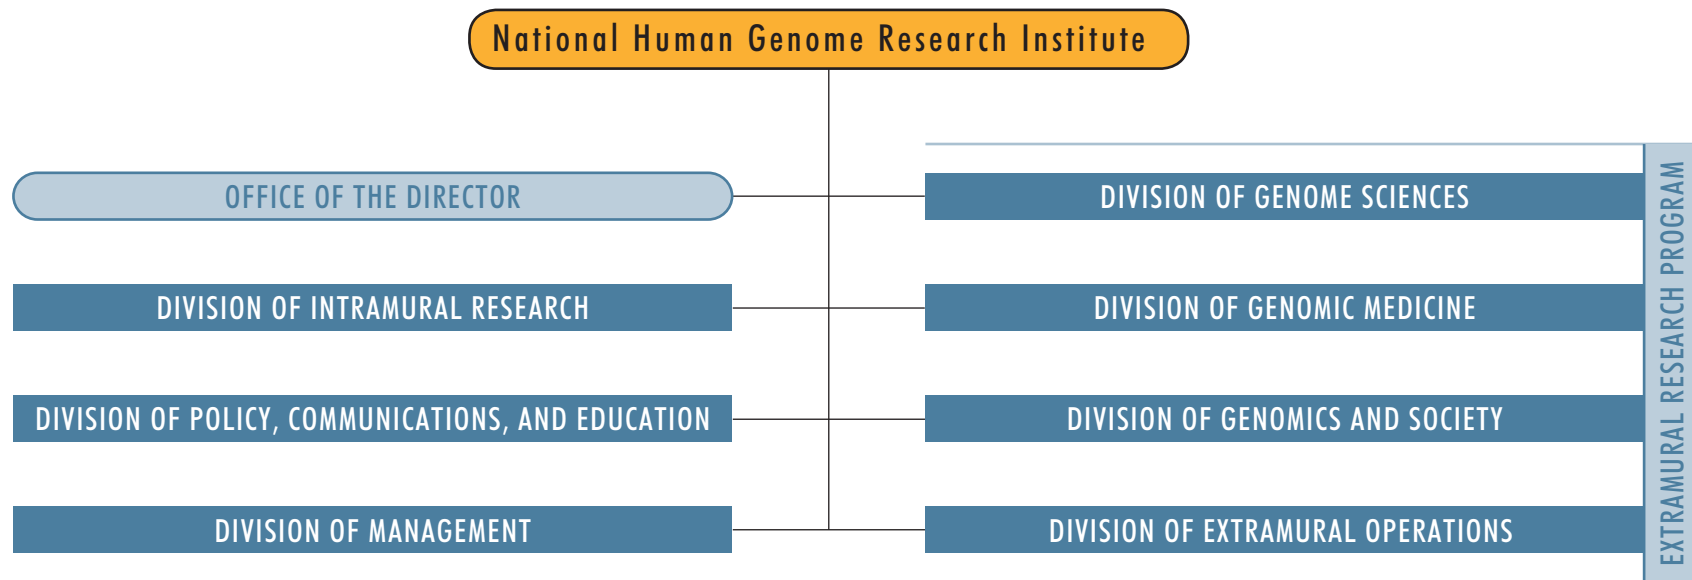 National Human Genome Research Institute
OFFICE OF THE DIRECTOR
DIVISION OF INTRAMURAL RESEARCH
DIVISION OF POLICY, COMMUNICATIONS, AND EDUCATION
DIVISION OF MANAGEMENT
DIVISION OF GENOME SCIENCES
DIVISION OF GENOMIC MEDICINE
DIVISION OF GENOMICS AND SOCIETY
DIVISION OF EXTRAMURAL OPERATIONS
EXTRAMURAL RESEARCH PROGRAM